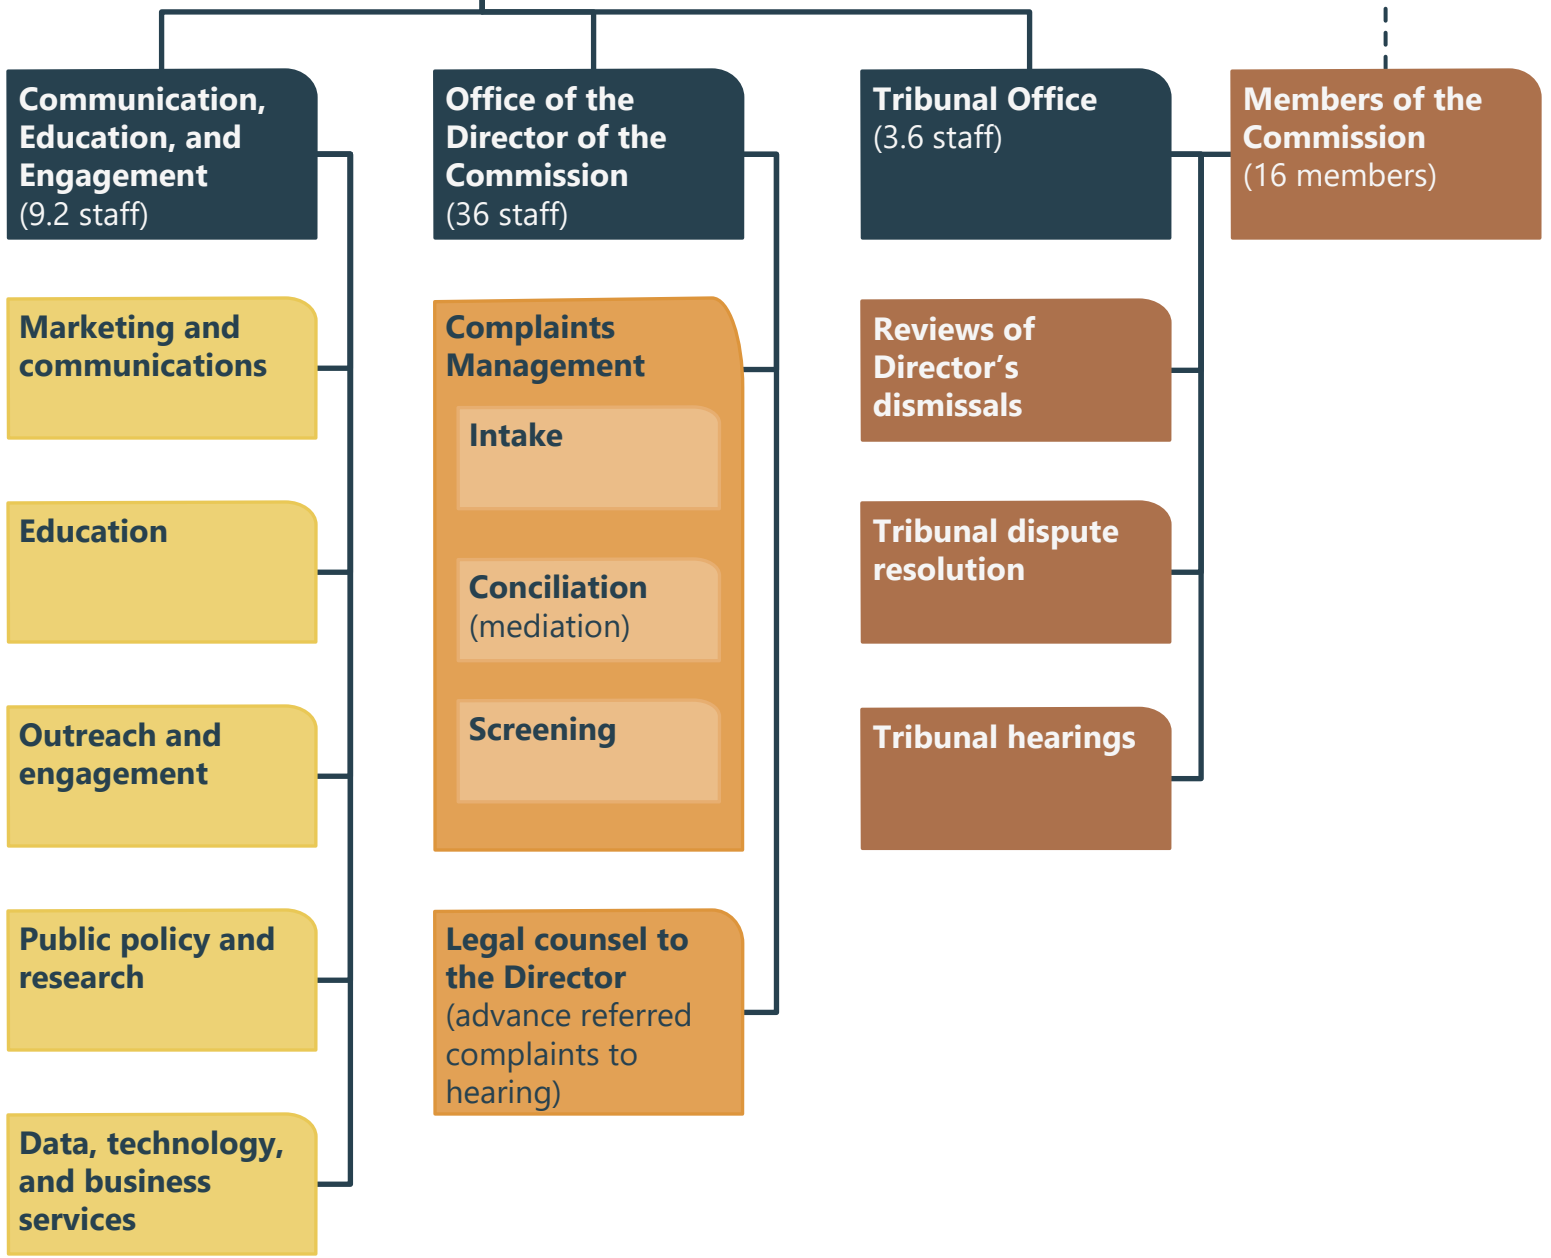 Communication,
Education, and
Engagement
(9.2 staff)
Office of the
Director of the
Commission
(36 staff)
Tribunal Office
(3.6 staff)
Members of the
Commission
(16 members)
Marketing and
communications
Education
Outreach and
engagement
Public policy and
research
Data, technology,
and business
services
Complaints
Management
Intake
Conciliation
(mediation)
Screening
Legal counsel to
the Director
(advance referred
complaints to
hearing)
Reviews of
Director’s
dismissals
Tribunal dispute
resolution
Tribunal hearings